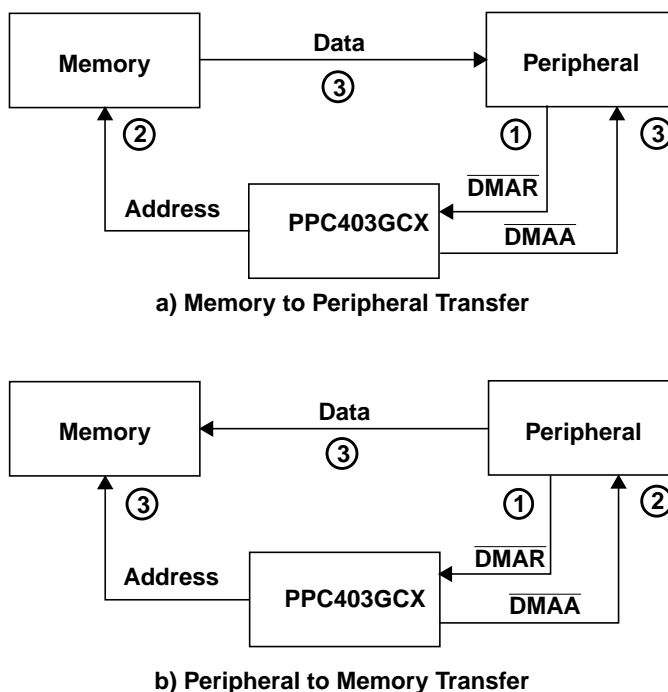 Data
Memory
Peripheral
③
②
①
③
DMAR
Address
PPC403GCX
DMAA
a) Memory to Peripheral Transfer
Data
Memory
Peripheral
③
③
①
②
DMAR
Address
PPC403GCX
DMAA
b) Peripheral to Memory Transfer